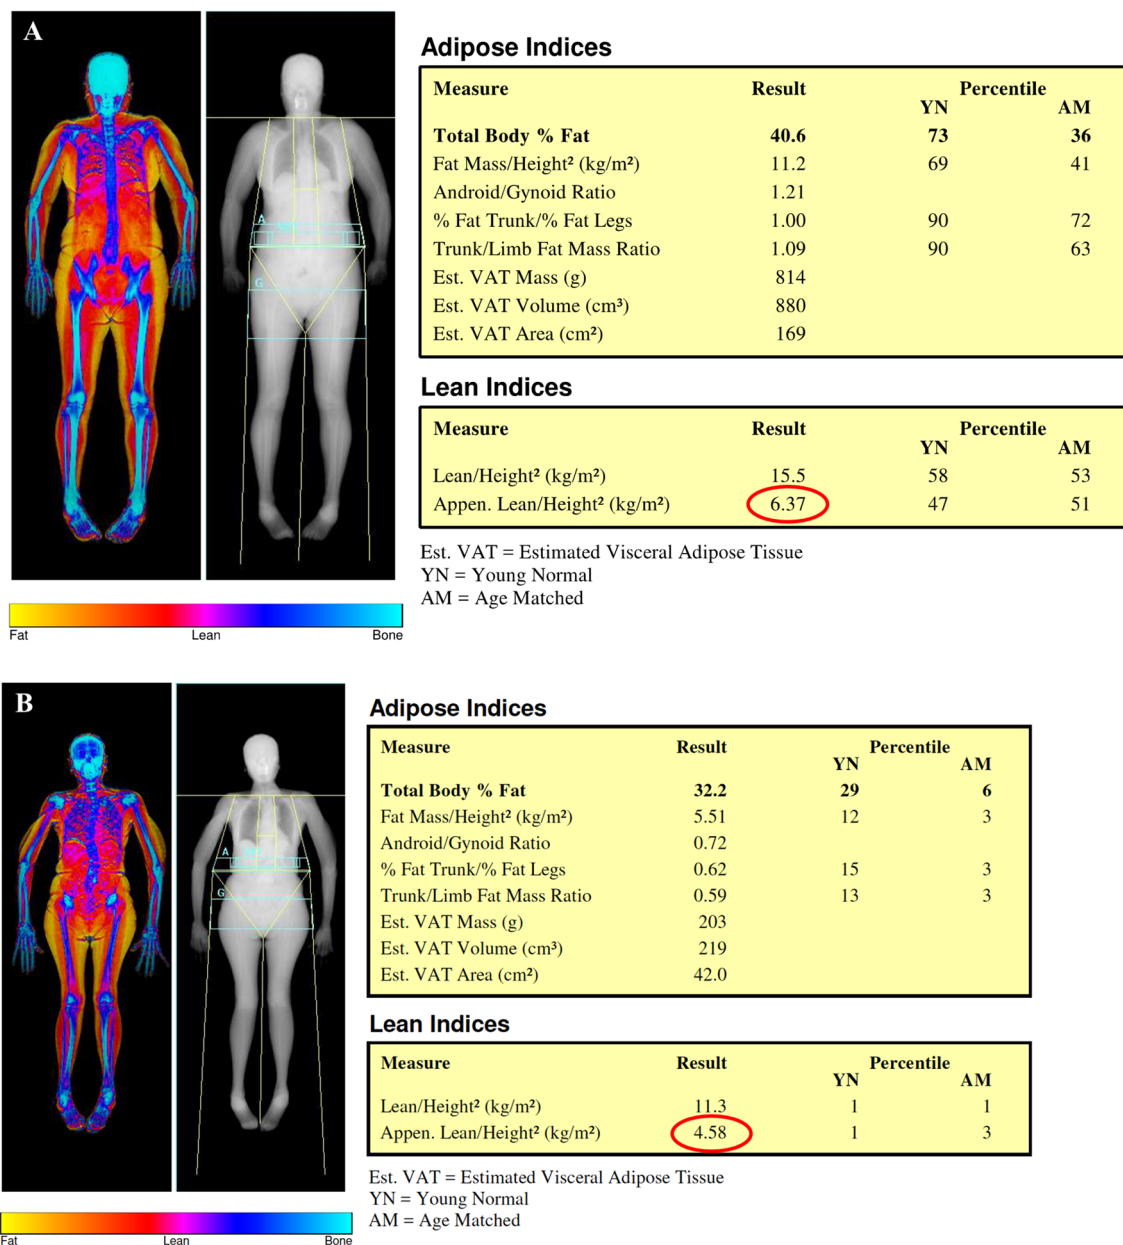 A
Adipose Indices
Measure Result Percentile
YN AM
Total Body % Fat 40.6 73 36
Fat Mass/Height² (kg/m²) 11.2 69 41
Android/Gynoid Ratio 1.21
% Fat Trunk/% Fat Legs 1.00 90 72
Trunk/Limb Fat Mass Ratio 1.09 90 63
Est. VAT Mass (g) 814
Est. VAT Volume (cm³) 880
Est. VAT Area (cm²) 169
A
G
Lean Indices
Measure Result Percentile
YN AM
Lean/Height² (kg/m²) 15.5 58 53
Appen. Lean/Height² (kg/m²) 6.37 47 51
Est. VAT = Estimated Visceral Adipose Tissue
YN = Young Normal
AM = Age Matched
Fat Lean Bone
B
Adipose Indices
Measure Result Percentile
YN AM
Total Body % Fat 32.2 29 6
Fat Mass/Height² (kg/m²) 5.51 12 3
Android/Gynoid Ratio 0.72
% Fat Trunk/% Fat Legs 0.62 15 3
Trunk/Limb Fat Mass Ratio 0.59 13 3
Est. VAT Mass (g) 203
Est. VAT Volume (cm³) 219
Est. VAT Area (cm²) 42.0
A
G
Lean Indices
Measure Result Percentile
YN AM
Lean/Height² (kg/m²) 11.3 1 1
Appen. Lean/Height² (kg/m²) 4.58 1 3
Est. VAT = Estimated Visceral Adipose Tissue
YN = Young Normal
AM = Age Matched
Fat Lean Bone